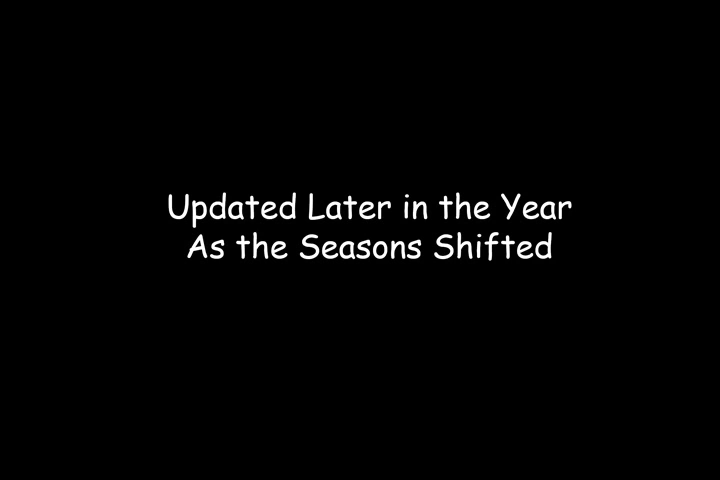 Updated Later in the Year
As the Seasons Shifted